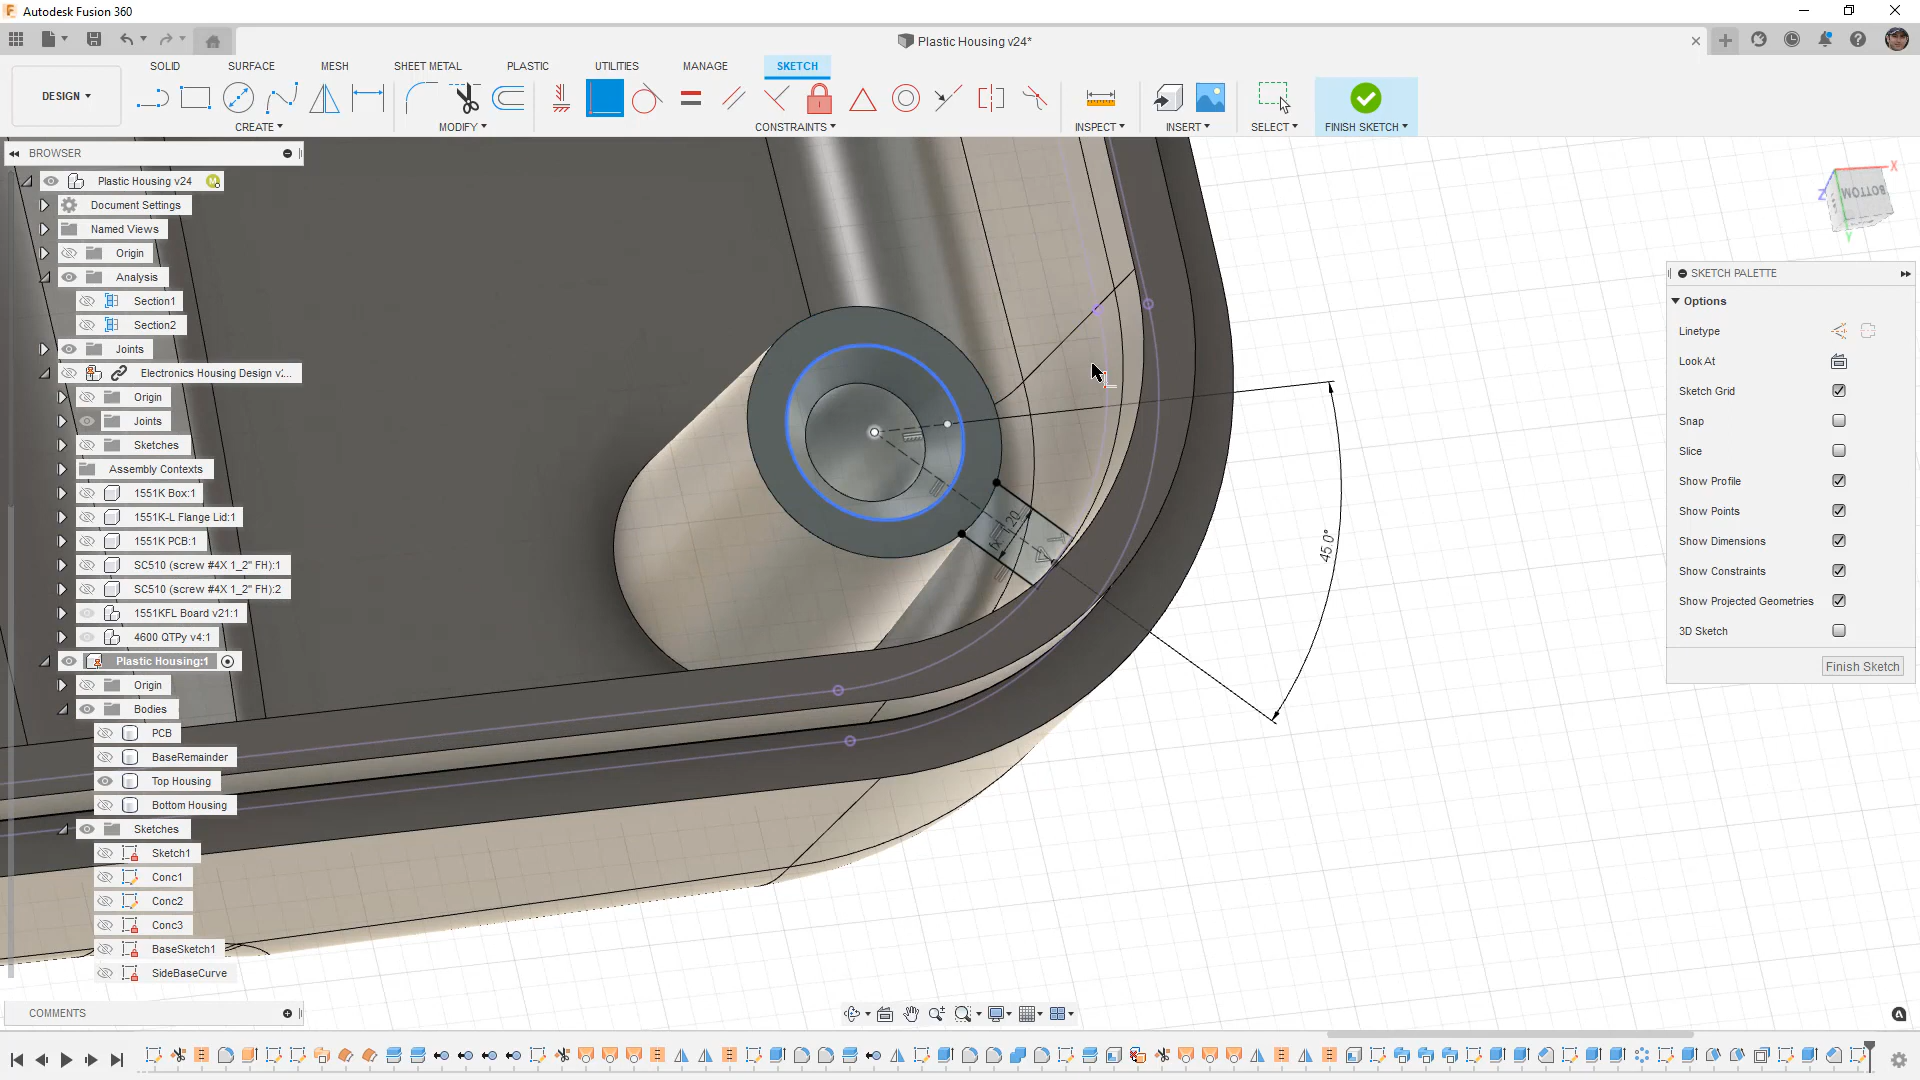 Autodesk Fusion 360
Plastic Housing v24*
DESIGN
SOLID
SURFACE
MESH
SHEET METAL
PLASTIC
UTILITIES
MANAGE
SKETCH
CREATE
MODIFY
CONSTRAINTS
INSPECT
INSERT
SELECT
FINISH SKETCH
BROWSER
Plastic Housing v24
M
Document Settings
Named Views
Origin
Analysis
Section1
Section2
Joints
Electronics Housing Design v2...
Origin
Joints
Sketches
Assembly Contexts
1551K Box:1
1551K-L Flange Lid:1
1551K PCB:1
SC510 (screw #4X 1_2" FH):1
SC510 (screw #4X 1_2" FH):2
1551KFL Board v21:1
4600 QTPy v4:1
Plastic Housing:1
Origin
Bodies
PCB
BaseRemainder
Top Housing
Bottom Housing
Sketches
Sketch1
Conc1
Conc2
Conc3
BaseSketch1
SideBaseCurve
COMMENTS
45.0°
X
Z
Y
BOTTOM
SKETCH PALETTE
Options
Linetype
Look At
Sketch Grid
Snap
Slice
Show Profile
Show Points
Show Dimensions
Show Constraints
Show Projected Geometries
3D Sketch
Finish Sketch